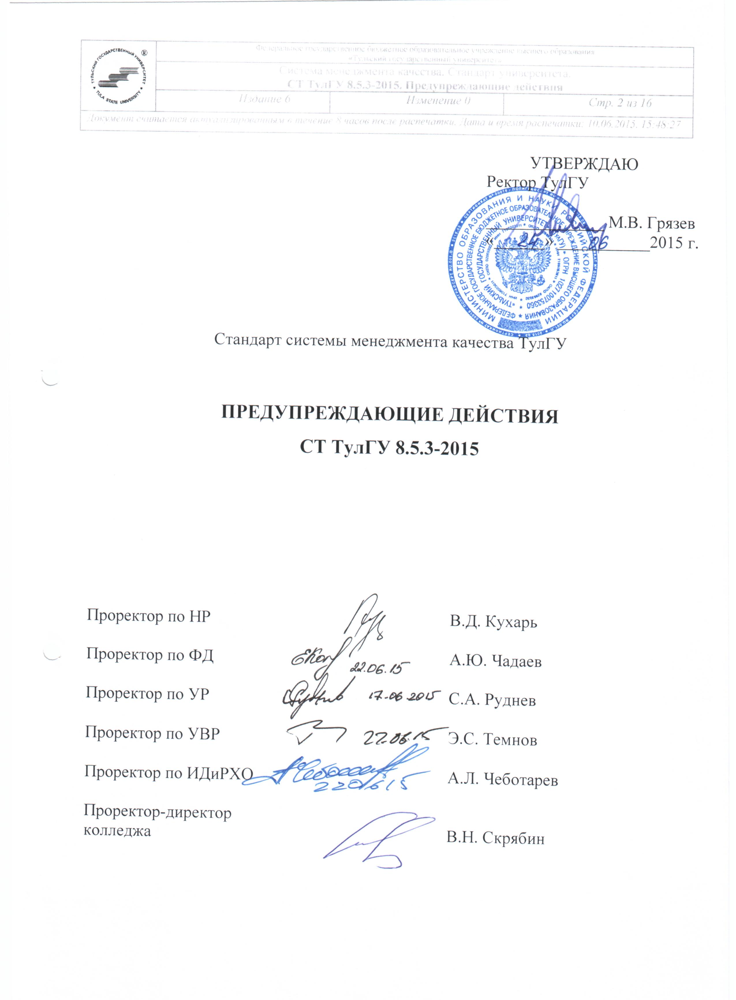 ТУЛЬСКИЙ ГОСУДАРСТВЕННЫЙ УНИВЕРСИТЕТ ®
TULA STATE UNIVERSITY
Федеральное государственное бюджетное образовательное учреждение высшего образования
«Тульский государственный университет»
Система менеджмента качества. Стандарт университета.
СТ ТулГУ 8.5.3-2015. Предупреждающие действия
Издание 6 Изменение 0 Стр. 2 из 16
Документ считается актуализированным в течение 8 часов после распечатки. Дата и время распечатки: 10.06.2015. 15:48:27
УТВЕРЖДАЮ
Ректор ТулГУ
М.В. Грязев
«24» 06 2015 г.
МИНИСТЕРСТВО ОБРАЗОВАНИЯ И НАУКИ РОССИЙСКОЙ ФЕДЕРАЦИИ
ФЕДЕРАЛЬНОЕ ГОСУДАРСТВЕННОЕ БЮДЖЕТНОЕ ОБРАЗОВАТЕЛЬНОЕ УЧРЕЖДЕНИЕ ВЫСШЕГО ОБРАЗОВАНИЯ
«ТУЛЬСКИЙ ГОСУДАРСТВЕННЫЙ УНИВЕРСИТЕТ» (ТулГУ) * ОГРН 1027100753360
Стандарт системы менеджмента качества ТулГУ
ПРЕДУПРЕЖДАЮЩИЕ ДЕЙСТВИЯ
СТ ТулГУ 8.5.3-2015
Проректор по НР В.Д. Кухарь
Проректор по ФД 22.06.15 А.Ю. Чадаев
Проректор по УР 17.06.2015 С.А. Руднев
Проректор по УВР 22.06.15 Э.С. Темнов
Проректор по ИДиРХО 220615 А.Л. Чеботарев
Проректор-директор
колледжа В.Н. Скрябин